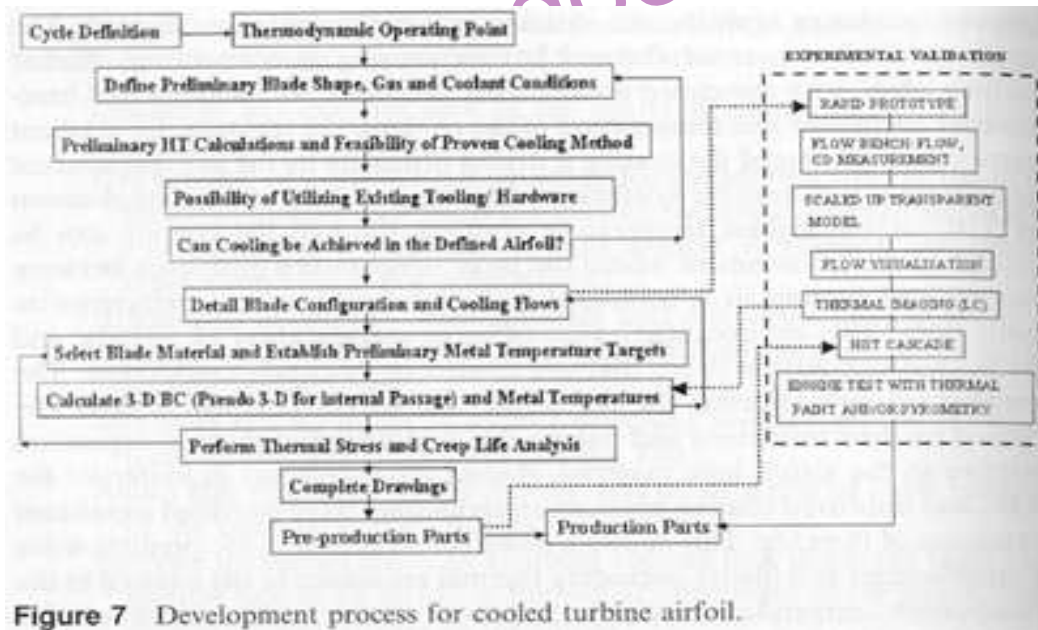 Cycle Definition
Thermodynamic Operating Point
Define Preliminary Blade Shape, Gas and Coolant Conditions
Preliminary HT Calculations and Feasibility of Proven Cooling Method
Possibility of Utilizing Existing Tooling/ Hardware
Can Cooling be Achieved in the Defined Airfoil?
Detail Blade Configuration and Cooling Flows
Select Blade Material and Establish Preliminary Metal Temperature Targets
Calculate 3-D BC (Pseudo 3-D for Internal Passage) and Metal Temperatures
Perform Thermal Stress and Creep Life Analysis
Complete Drawings
Pre-production Parts
Production Parts
EXPERIMENTAL VALIDATION
RAPID PROTOTYPE
FLOW BENCH: FLOW,
CD MEASUREMENT
SCALED UP TRANSPARENT
MODEL
FLOW VISUALISATION
THERMAL IMAGING (LC)
HOT CASCADE
ENGINE TEST WITH THERMAL
PAINT AND/OR PYROMETRY
Figure 7 Development process for cooled turbine airfoil.